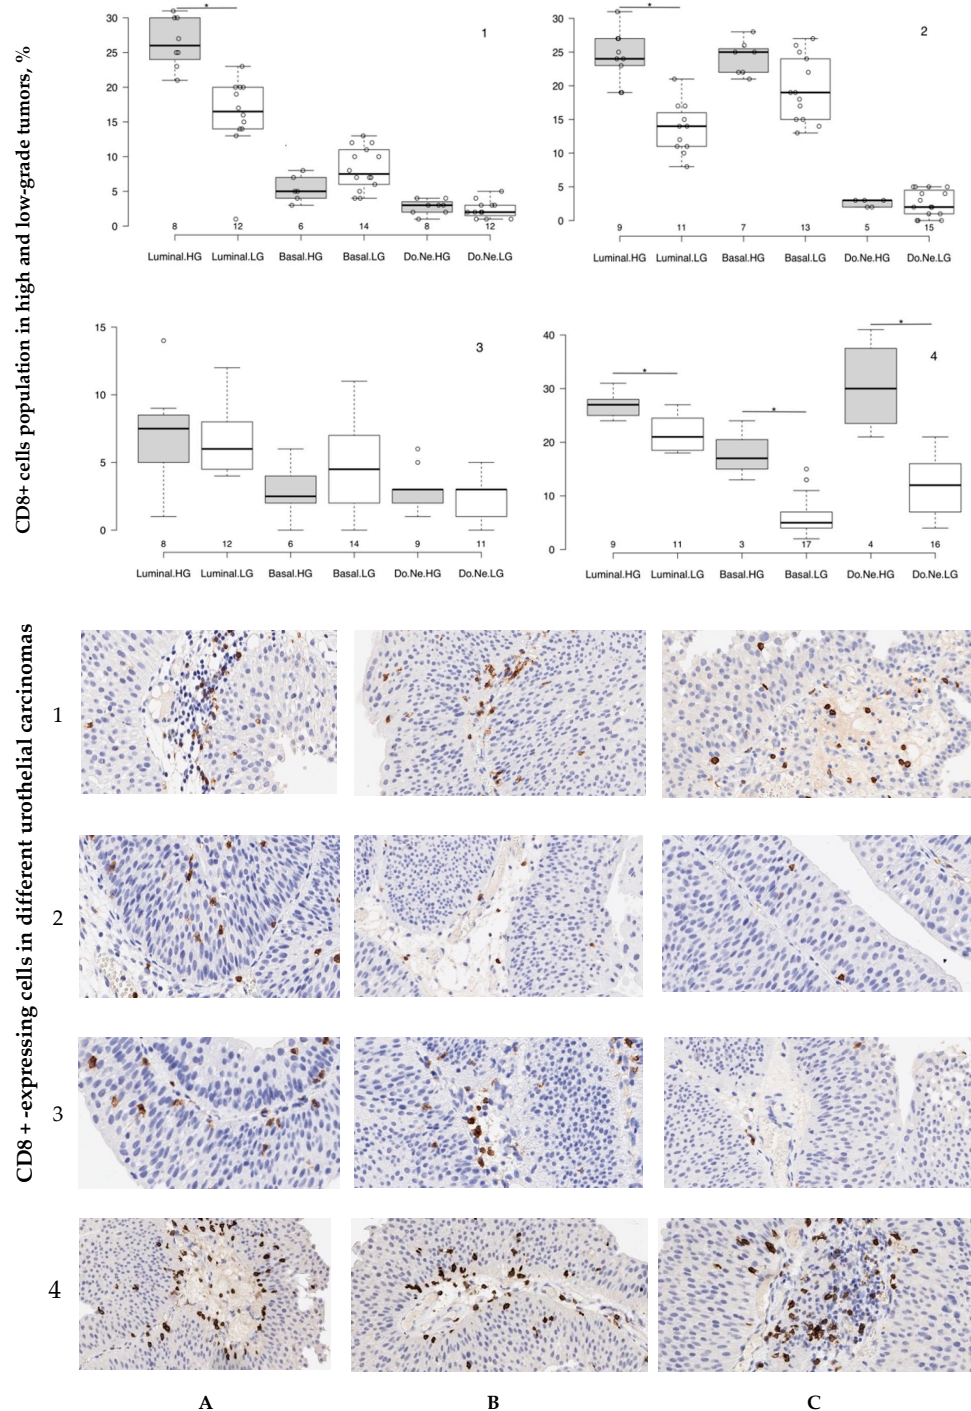 CD8+ cells population in high and low-grade tumors, %
1
30
25
20
15
10
5
0
*
8
12
6
14
8
12
Luminal.HG
Luminal.LG
Basal.HG
Basal.LG
Do.Ne.HG
Do.Ne.LG
2
30
25
20
15
10
5
0
*
9
11
7
13
5
15
Luminal.HG
Luminal.LG
Basal.HG
Basal.LG
Do.Ne.HG
Do.Ne.LG
3
15
10
5
0
8
12
6
14
9
11
Luminal.HG
Luminal.LG
Basal.HG
Basal.LG
Do.Ne.HG
Do.Ne.LG
4
40
30
20
10
0
*
*
*
9
11
3
17
4
16
Luminal.HG
Luminal.LG
Basal.HG
Basal.LG
Do.Ne.HG
Do.Ne.LG
CD8 + -expressing cells in different urothelial carcinomas
1
2
3
4
A
B
C